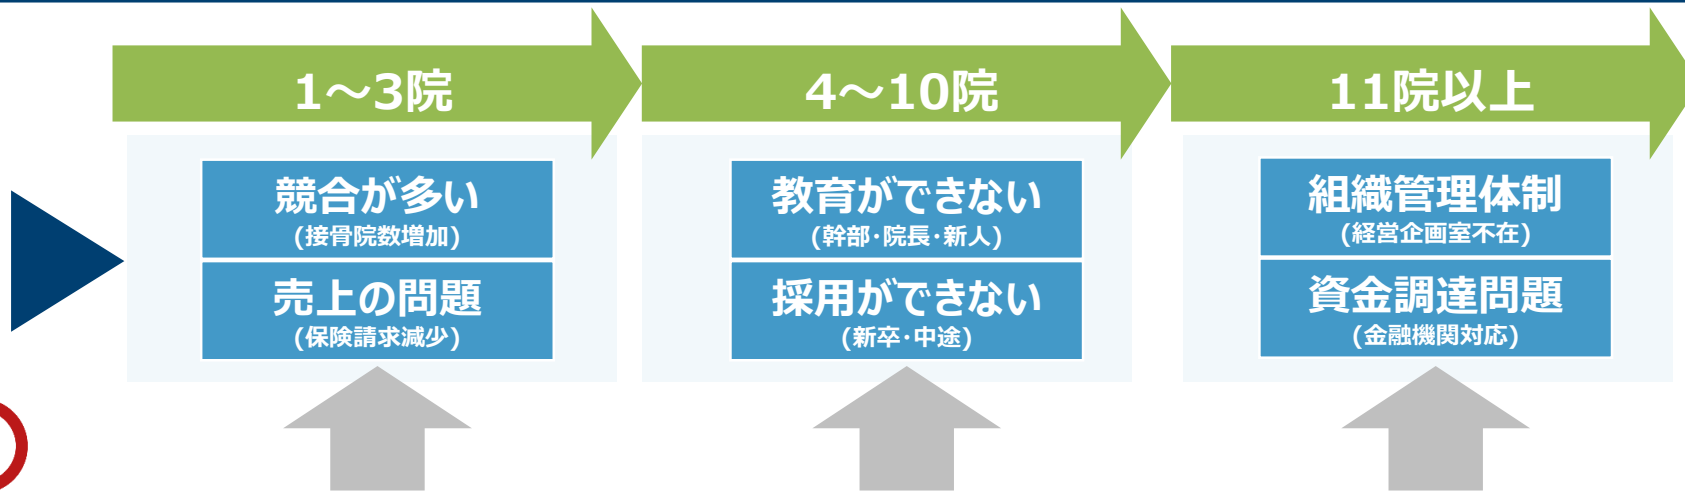 1～3院
4～10院
11院以上
競合が多い
(接骨院数増加)
売上の問題
(保険請求減少)
教育ができない
(幹部･院長･新人)
採用ができない
(新卒･中途)
組織管理体制
(経営企画室不在)
資金調達問題
(金融機関対応)